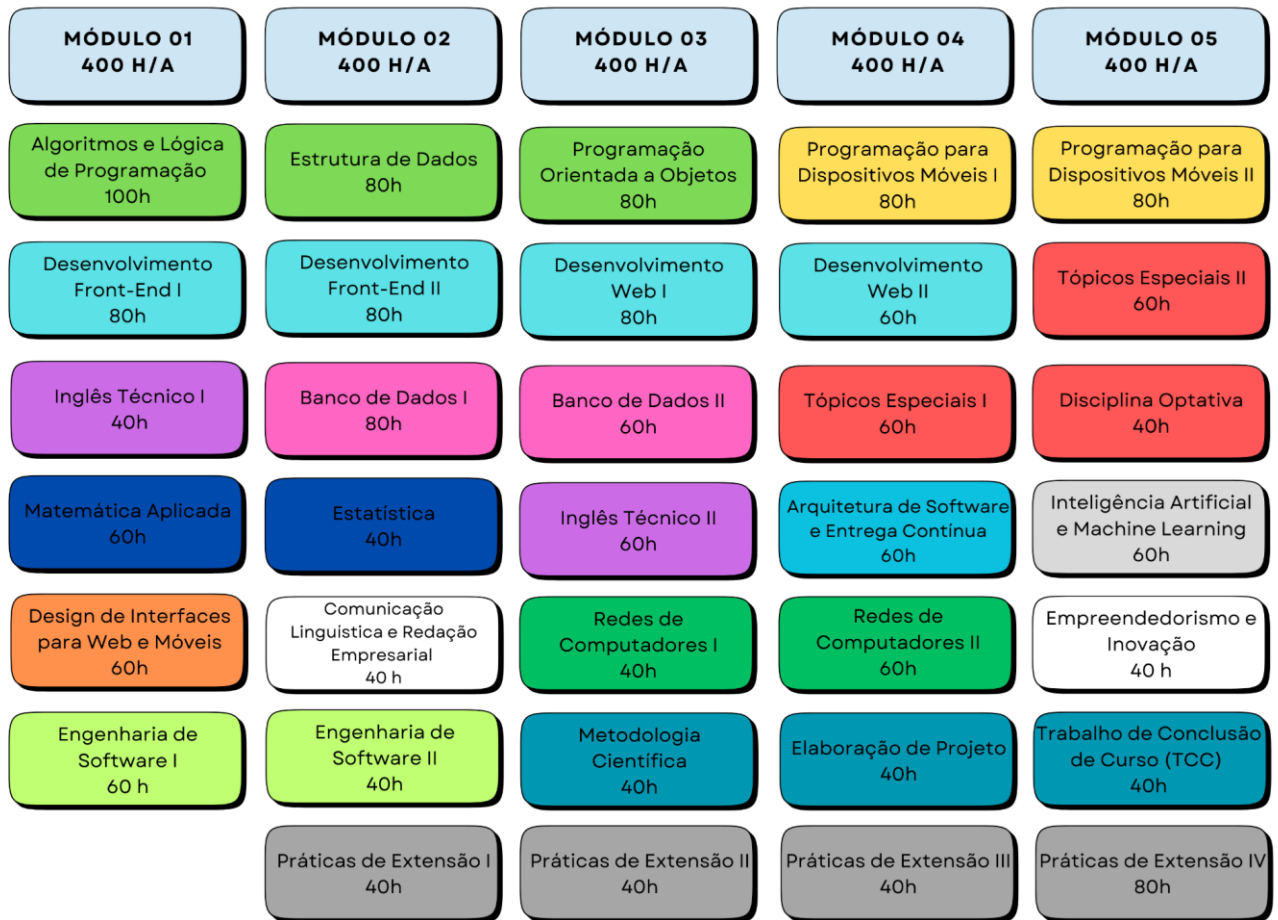 MÓDULO 01
400 H/A
MÓDULO 02
400 H/A
MÓDULO 03
400 H/A
MÓDULO 04
400 H/A
MÓDULO 05
400 H/A
Algoritmos e Lógica
de Programação
100h
Estrutura de Dados
80h
Programação
Orientada a Objetos
80h
Programação para
Dispositivos Móveis I
80h
Programação para
Dispositivos Móveis II
80h
Desenvolvimento
Front-End I
80h
Desenvolvimento
Front-End II
80h
Desenvolvimento
Web I
80h
Desenvolvimento
Web II
60h
Tópicos Especiais II
60h
Inglês Técnico I
40h
Banco de Dados I
80h
Banco de Dados II
60h
Tópicos Especiais I
60h
Disciplina Optativa
40h
Matemática Aplicada
60h
Estatística
40h
Inglês Técnico II
60h
Arquitetura de Software
e Entrega Contínua
60h
Inteligência Artificial
e Machine Learning
60h
Design de Interfaces
para Web e Móveis
60h
Comunicação
Linguística e Redação
Empresarial
40 h
Redes de
Computadores I
40h
Redes de
Computadores II
60h
Empreendedorismo e
Inovação
40 h
Engenharia de
Software I
60 h
Engenharia de
Software II
40h
Metodologia
Científica
40h
Elaboração de Projeto
40h
Trabalho de Conclusão
de Curso (TCC)
40h
Práticas de Extensão I
40h
Práticas de Extensão II
40h
Práticas de Extensão III
40h
Práticas de Extensão IV
80h